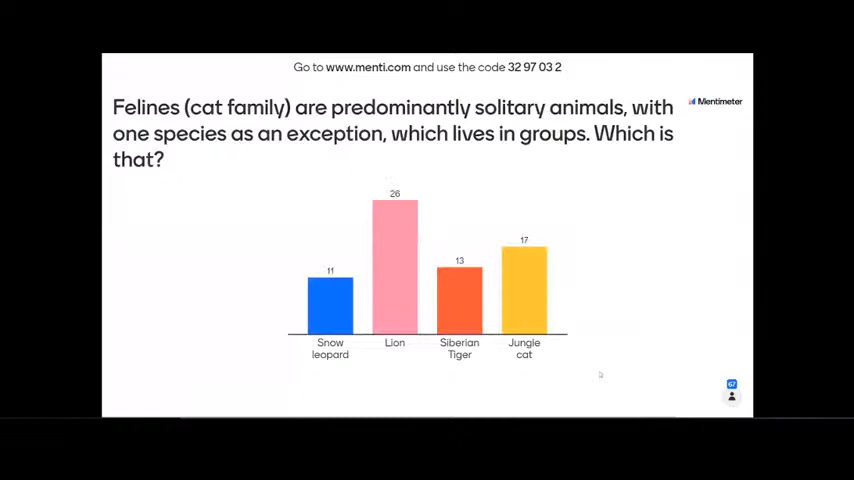 Go to www.menti.com and use the code 32 97 03 2
Felines (cat family) are predominantly solitary animals, with
Mentimeter
one species as an exception, which lives in groups. Which is
that?
26
17
13
11
Snow
leopard
Lion
Siberian
Tiger
Jungle
cat
67